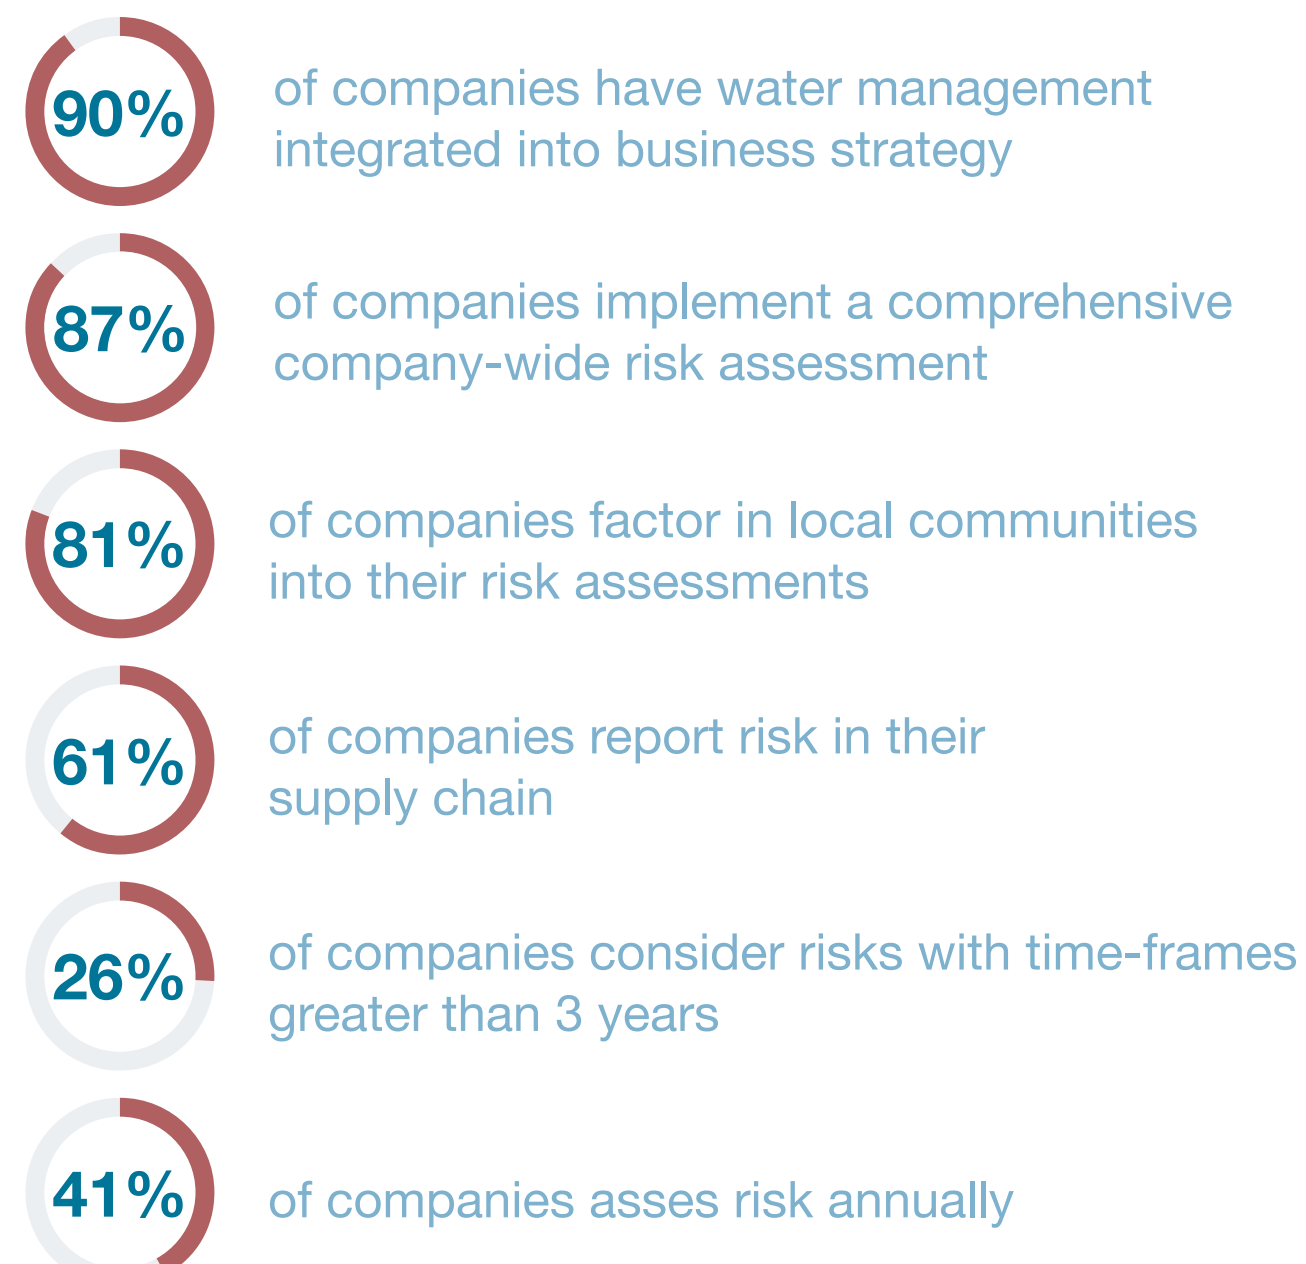 90%
of companies have water management
integrated into business strategy
87%
of companies implement a comprehensive
company-wide risk assessment
81%
of companies factor in local communities
into their risk assessments
61%
of companies report risk in their
supply chain
26%
of companies consider risks with time-frames
greater than 3 years
41%
of companies asses risk annually